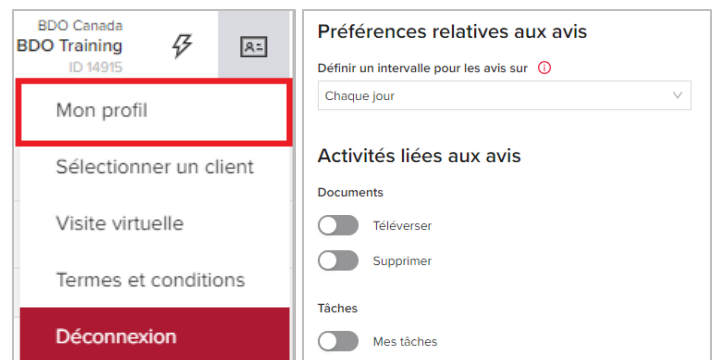 BDO Canada
BDO Training
ID 14915
Mon profil
Sélectionner un client
Visite virtuelle
Termes et conditions
Déconnexion
Préférences relatives aux avis
Définir un intervalle pour les avis sur
Chaque jour
Activités liées aux avis
Documents
Téléverser
Supprimer
Tâches
Mes tâches